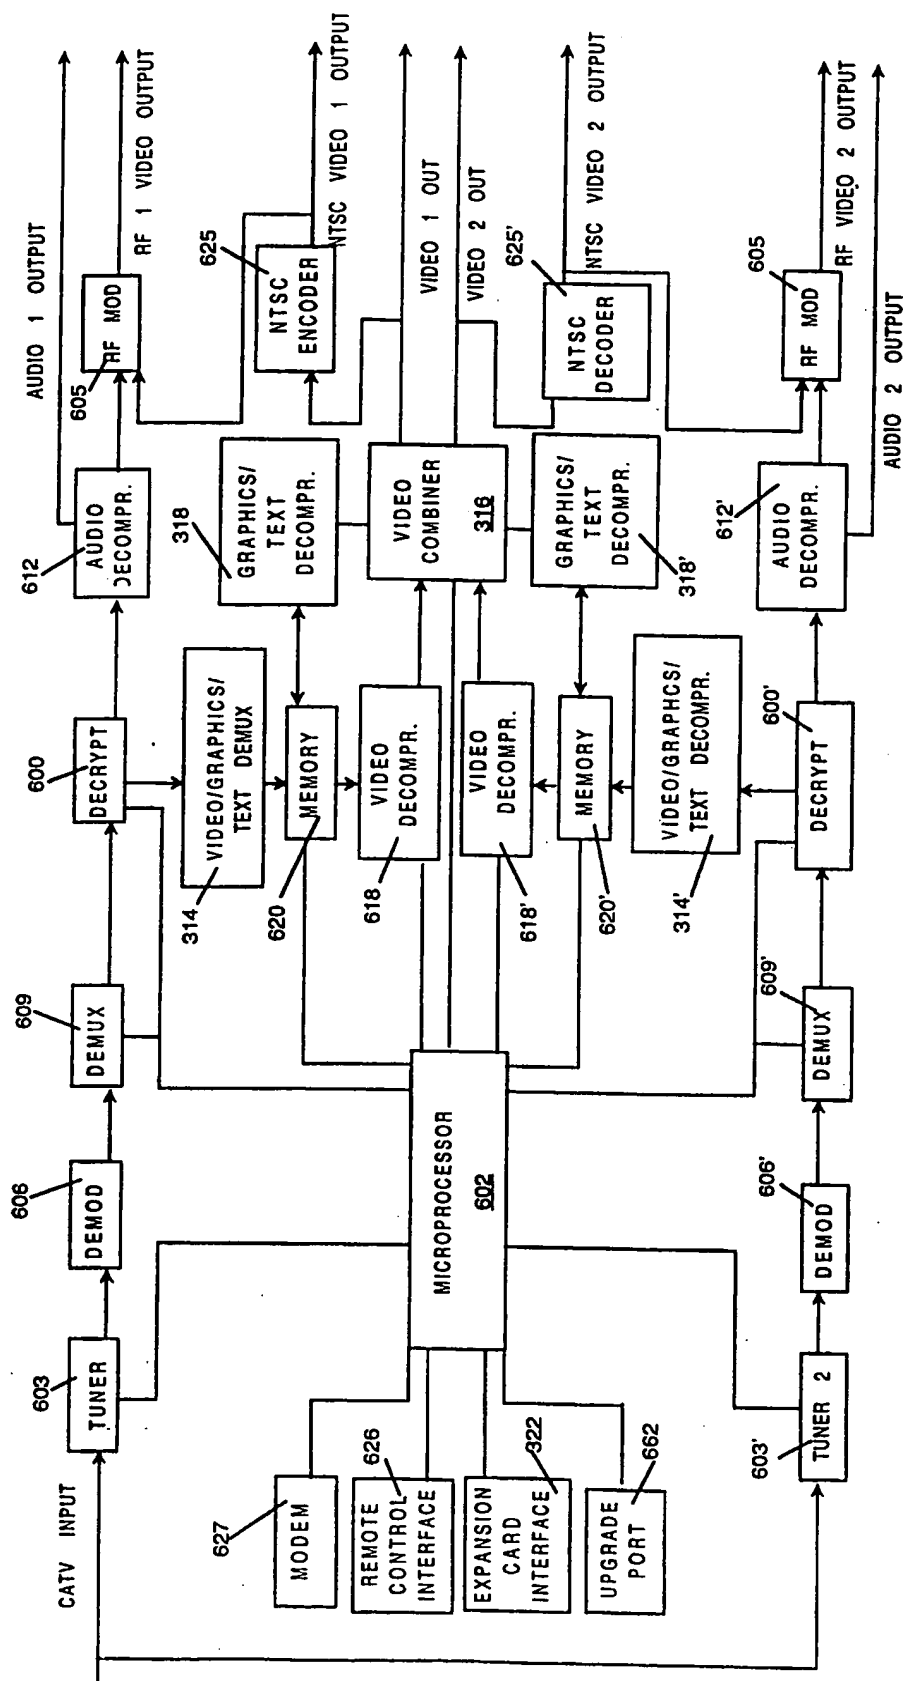 AUDIO 1 OUTPUT
RF 1 VIDEO OUTPUT
605
RF MOD
612
AUDIO
DECOMPR.
600
DECRYPT
609
DEMUX
606
DEMOD
603
TUNER
CATV INPUT
625
NTSC
ENCODER
NTSC VIDEO 1 OUTPUT
318
GRAPHICS/
TEXT
DECOMPR.
314
VIDEO/GRAPHICS/
TEXT DEMUX
620
MEMORY
618
VIDEO
DECOMPR.
VIDEO
COMBINER
316
VIDEO 1 OUT
VIDEO 2 OUT
MICROPROCESSOR
602
627
MODEM
626
REMOTE
CONTROL
INTERFACE
322
EXPANSION
CARD
INTERFACE
662
UPGRADE
PORT
618'
VIDEO
DECOMPR.
620'
MEMORY
314'
VIDEO/GRAPHCS/
TEXT DECOMPR.
318'
GRAPHICS/
TEXT
DECOMPR.
625'
NTSC
DECODER
NTSC VIDEO 2 OUTPUT
603'
TUNER 2
606'
DEMOD
609'
DEMUX
600'
DECRYPT
612'
AUDIO
DECOMPR.
605
RF MOD
RF VIDEO 2 OUTPUT
AUDIO 2 OUTPUT